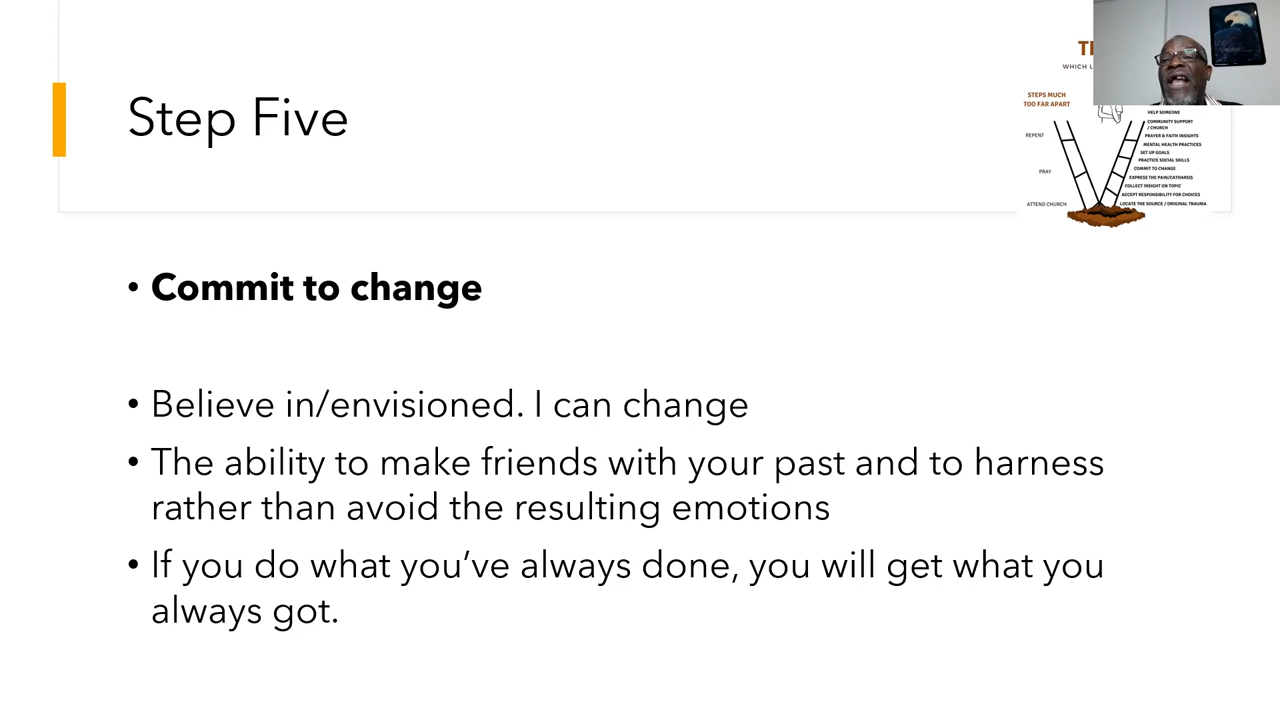 Step Five
WHICH L
STEPS MUCH
TOO FAR APART
REPENT
PRAY
ATTEND CHURCH
HELP SOMEONE
COMMUNITY SUPPORT
/ CHURCH
PRAYER & FAITH INSIGHTS
MENTAL HEALTH PRACTICES
SET UP GOALS
PRACTICE SOCIAL SKILLS
COMMIT TO CHANGE
EXPRESS THE PAIN/CATHARSIS
COLLECT INSIGHT ON TOPIC
ACCEPT RESPONSIBILITY FOR CHOICES
LOCATE THE SOURCE / ORIGINAL TRAUMA
• Commit to change
• Believe in/envisioned. I can change
• The ability to make friends with your past and to harness
rather than avoid the resulting emotions
• If you do what you’ve always done, you will get what you
always got.